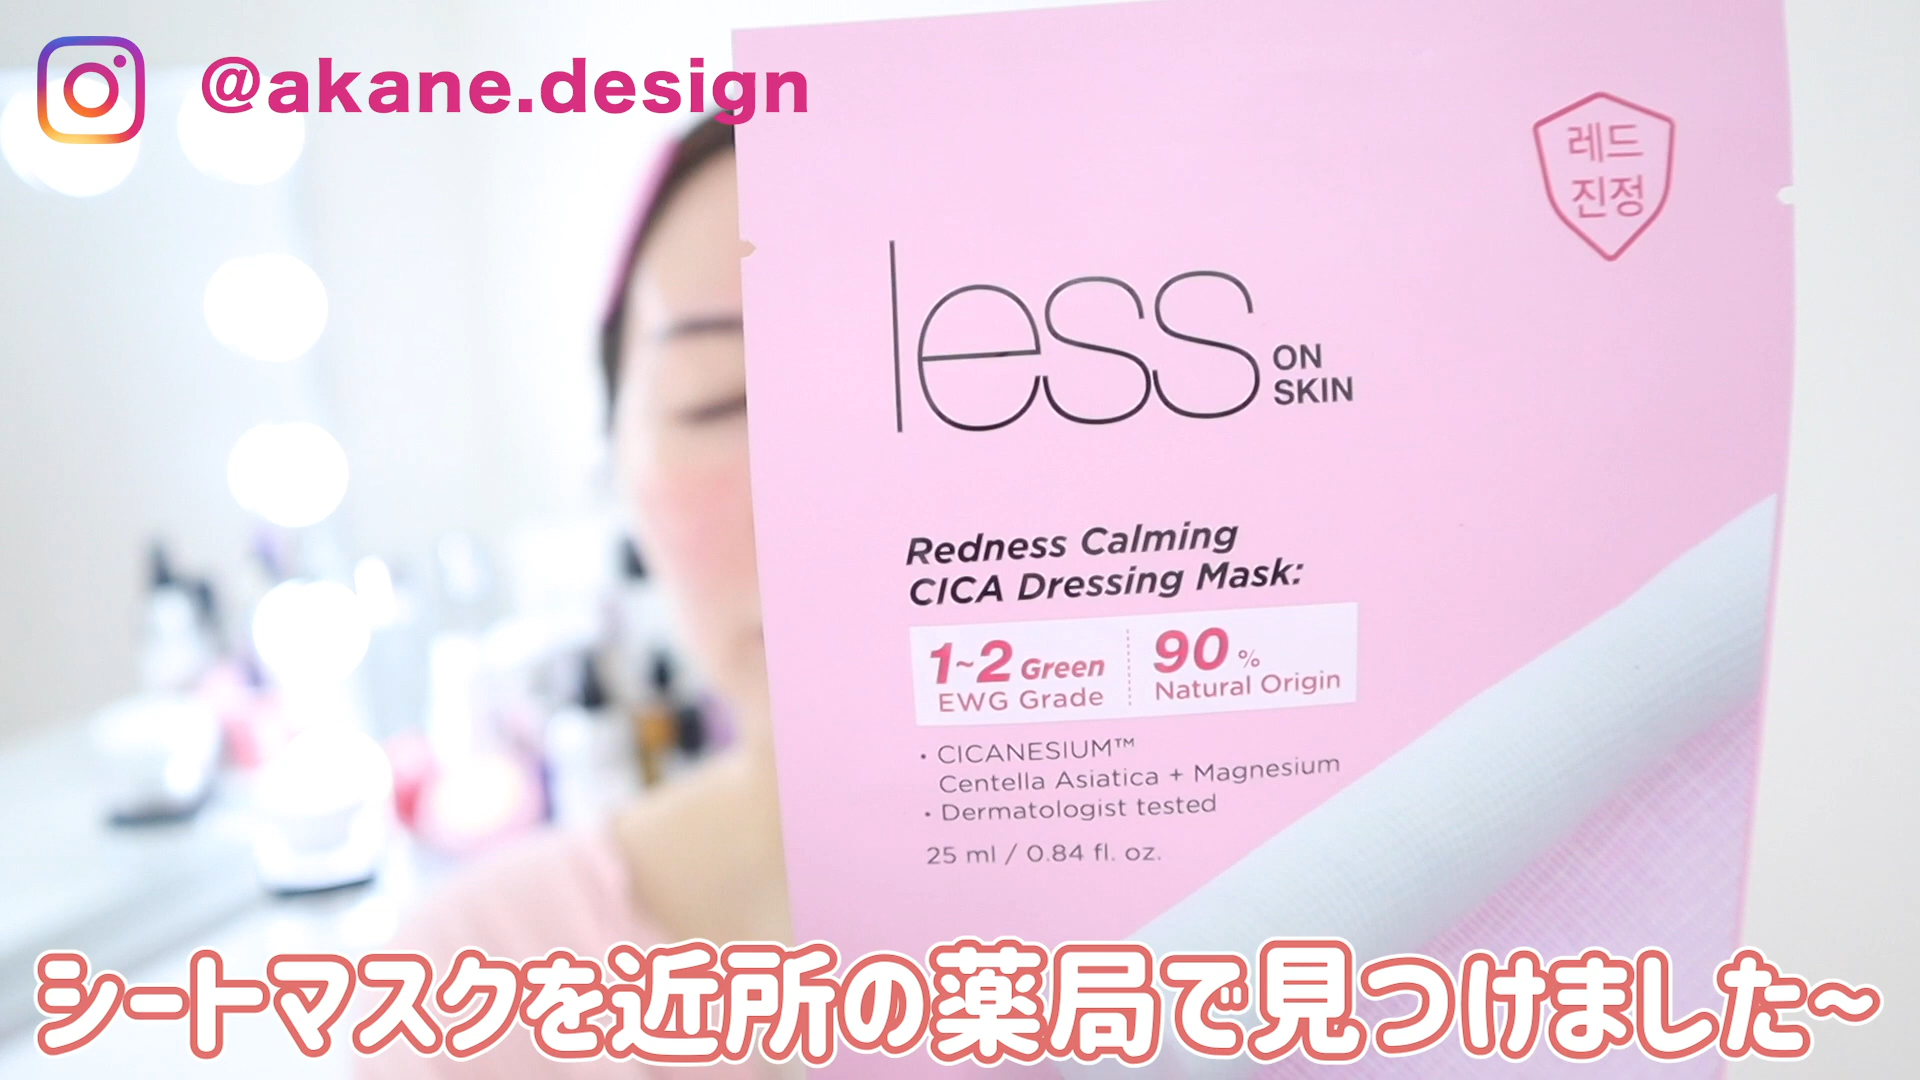 @akane.design
레드
진정
less ON SKIN
Redness Calming
CICA Dressing Mask:
1~2 Green
EWG Grade
90 %
Natural Origin
• CICANESIUM™
Centella Asiatica + Magnesium
• Dermatologist tested
25 ml / 0.84 fl. oz.
シートマスクを近所の薬局で見つけました~